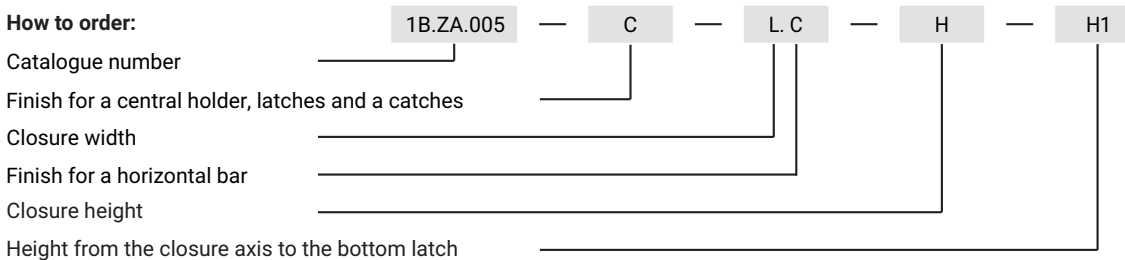 How to order: 1B.ZA.005 — C — L. C — H — H1
Catalogue number
Finish for a central holder, latches and a catches
Closure width
Finish for a horizontal bar
Closure height
Height from the closure axis to the bottom latch